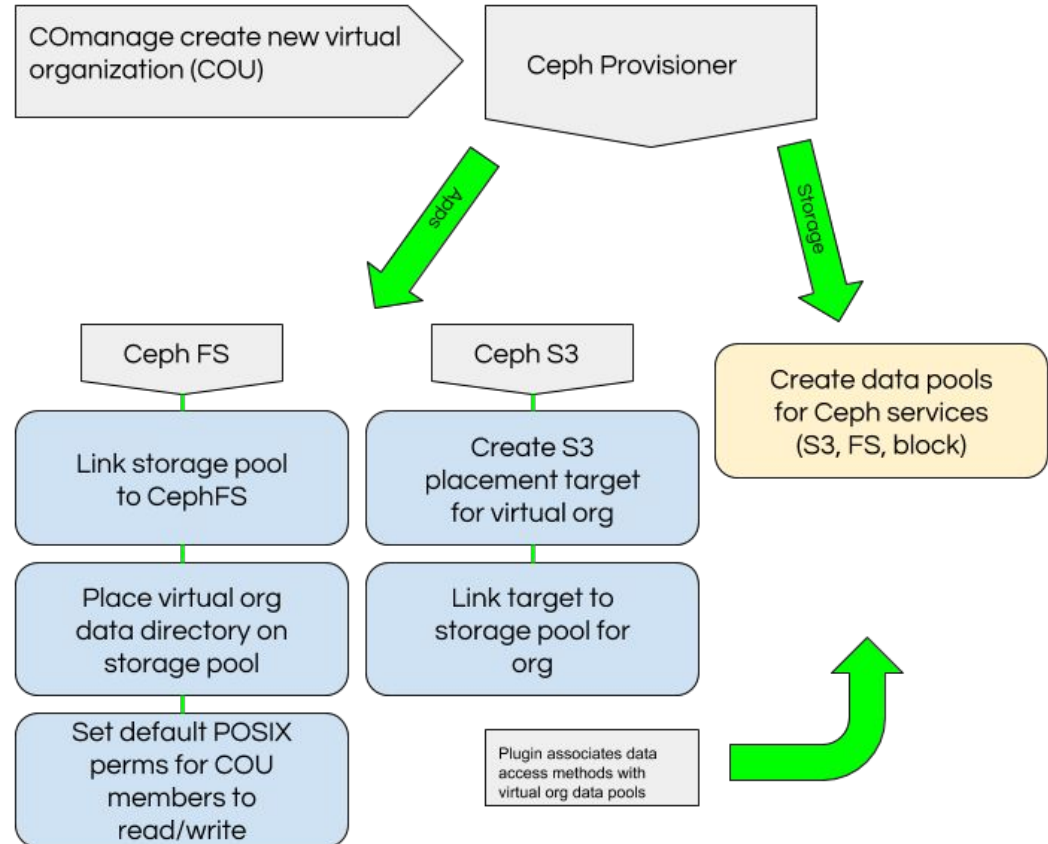 COmanage create new virtual
organization (COU)
Ceph Provisioner
Apps
Storage
Ceph FS
Link storage pool
to CephFS
Place virtual org
data directory on
storage pool
Set default POSIX
perms for COU
members to
read/write
Ceph S3
Create S3
placement target
for virtual org
Link target to
storage pool for
org
Create data pools
for Ceph services
(S3, FS, block)
Plugin associates data
access methods with
virtual org data pools